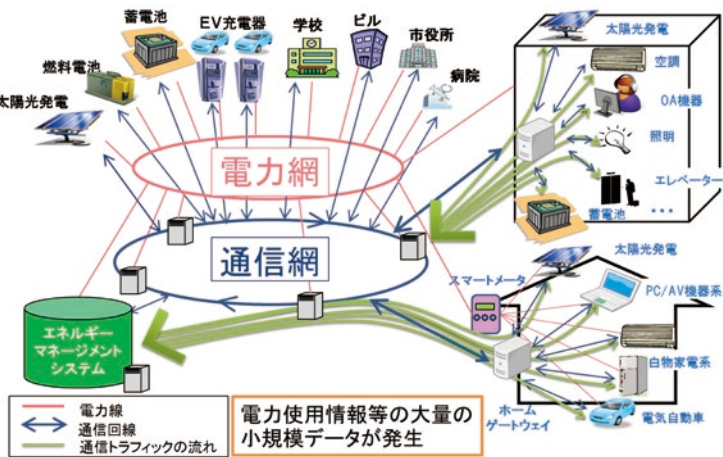 蓄電池
EV充電器
学校
ビル
市役所
病院
燃料電池
太陽光発電
電力網
通信網
エネルギー
マネージメント
システム
太陽光発電
空調
OA機器
照明
エレベーター
蓄電池
・・・
太陽光発電
スマートメータ
PC/AV機器系
白物家電系
電気自動車
ホーム
ゲートウェイ
電力線
通信回線
通信トラフィックの流れ
電力使用情報等の大量の
小規模データが発生